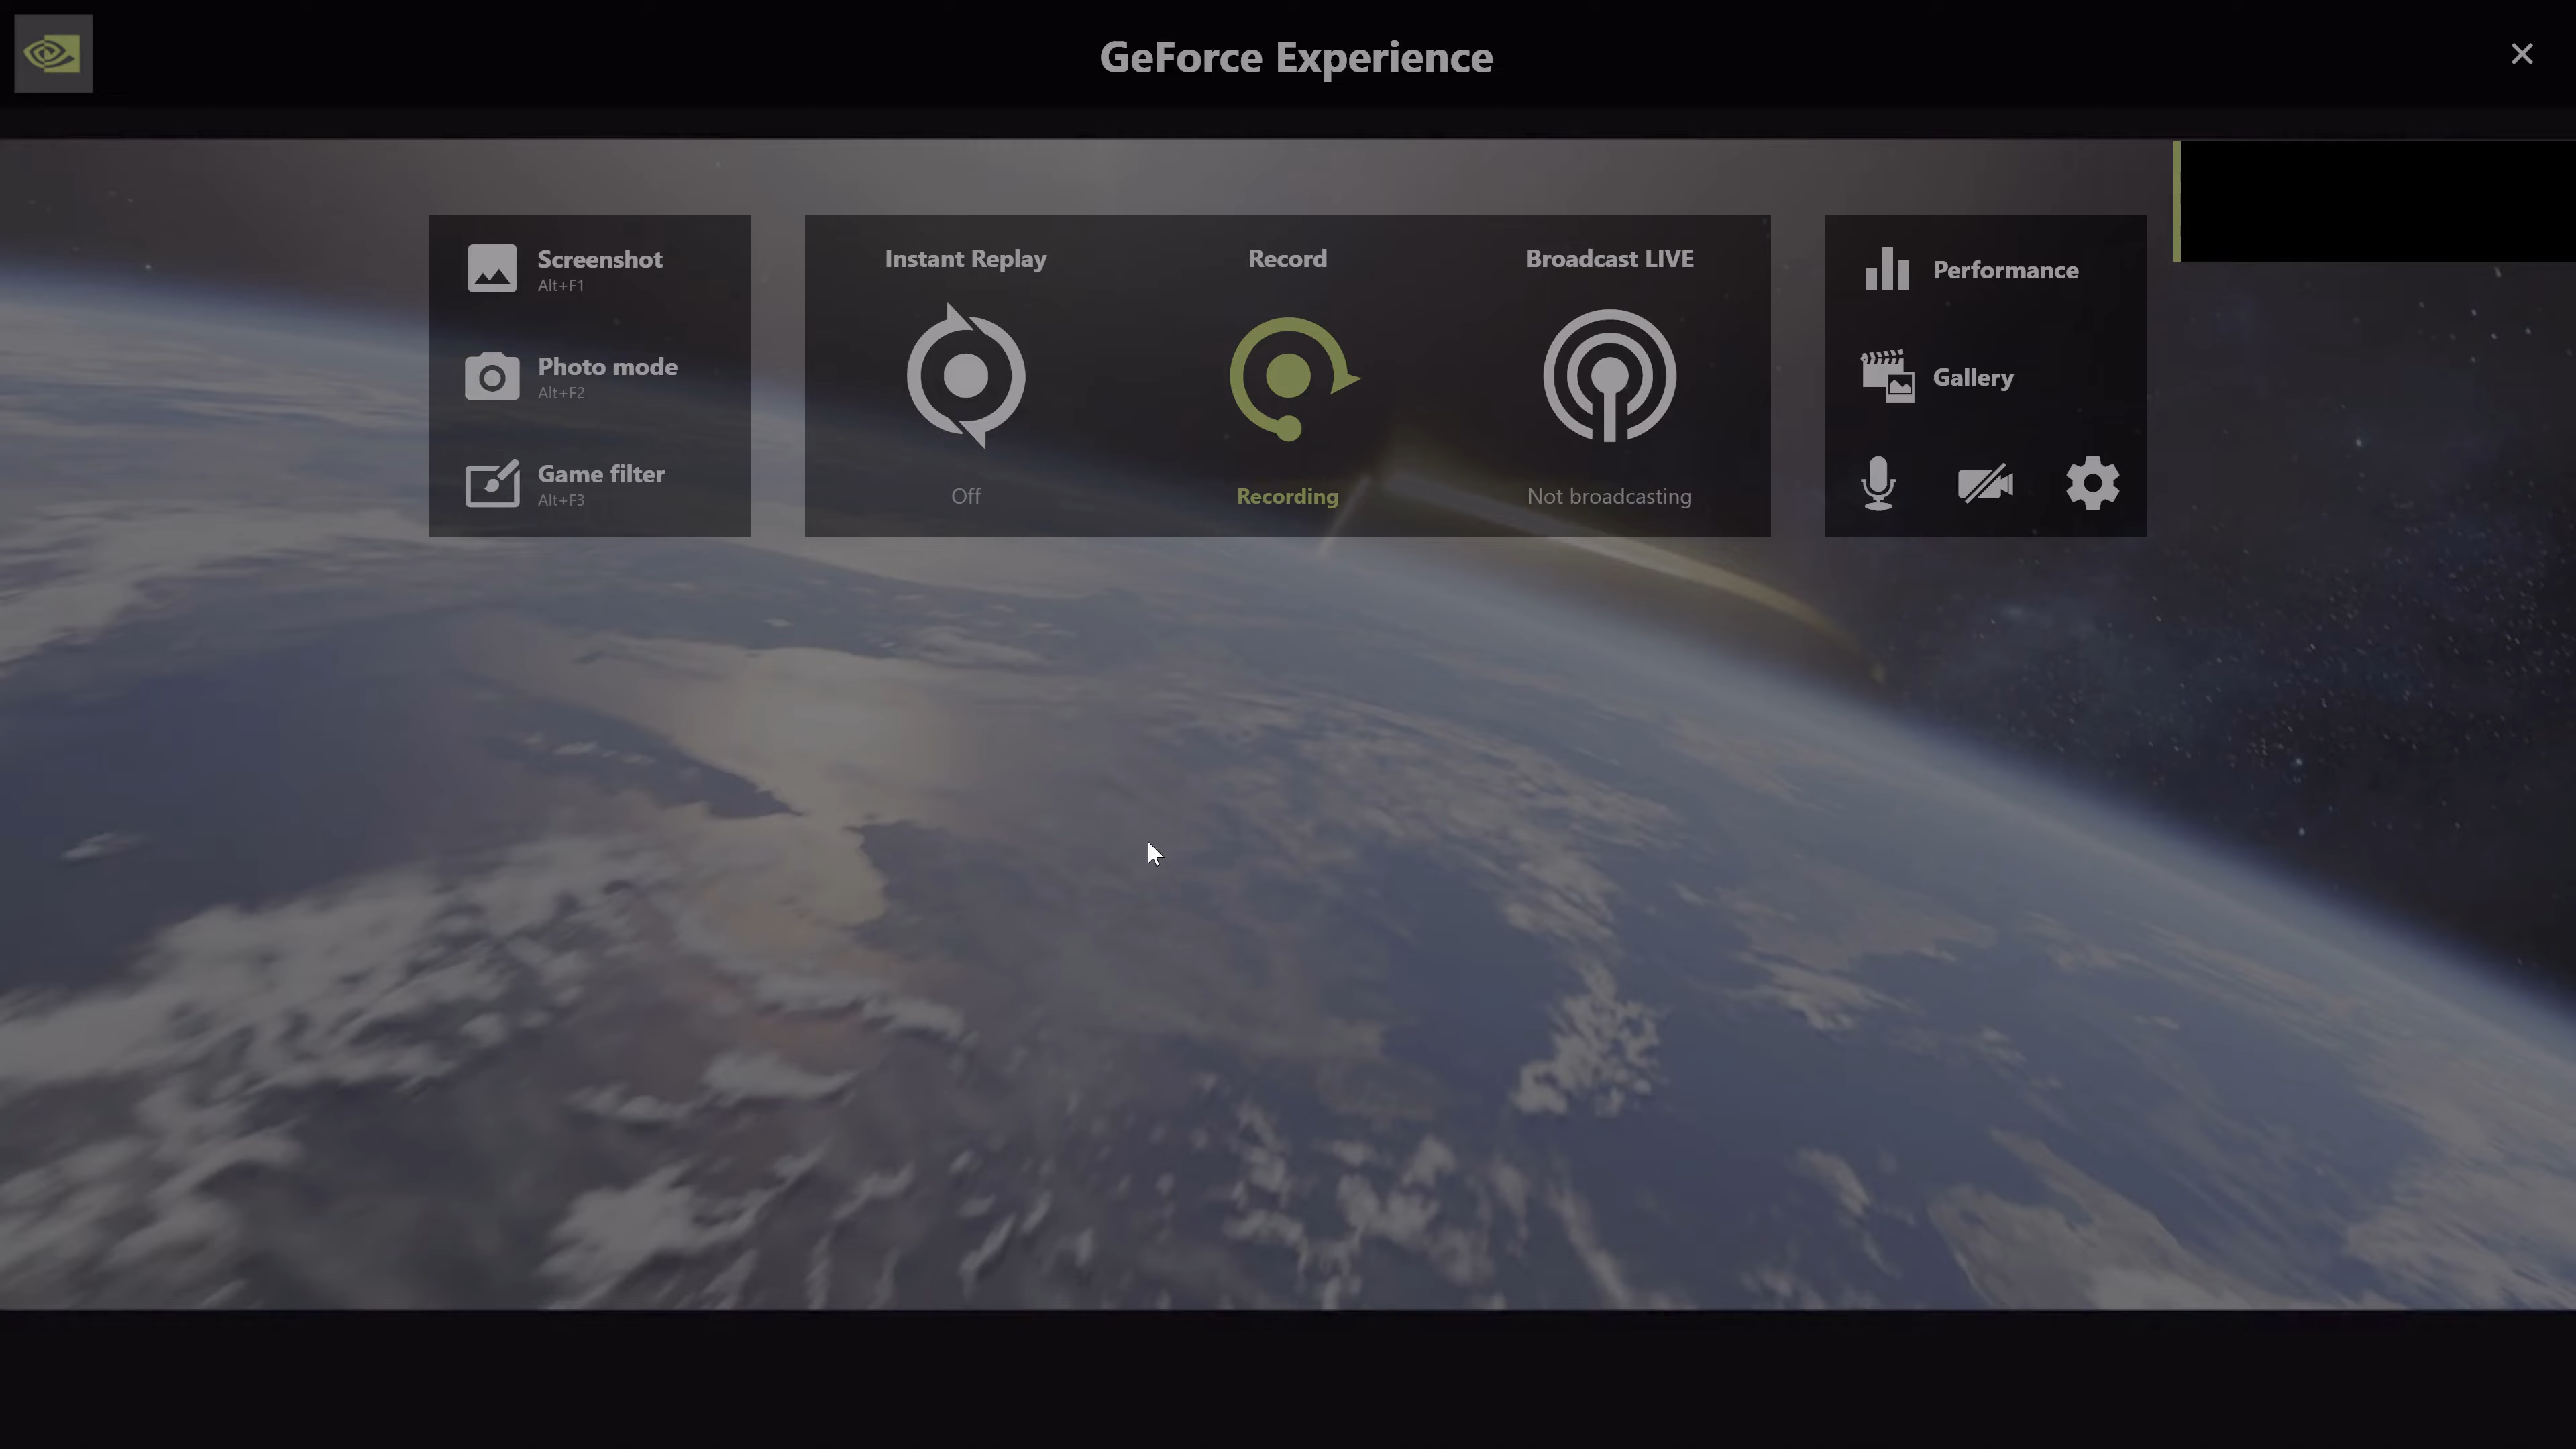 GeForce Experience
Screenshot
Alt+F1
Photo mode
Alt+F2
Game filter
Alt+F3
Instant Replay
Off
Record
Recording
Broadcast LIVE
Not broadcasting
Performance
Gallery